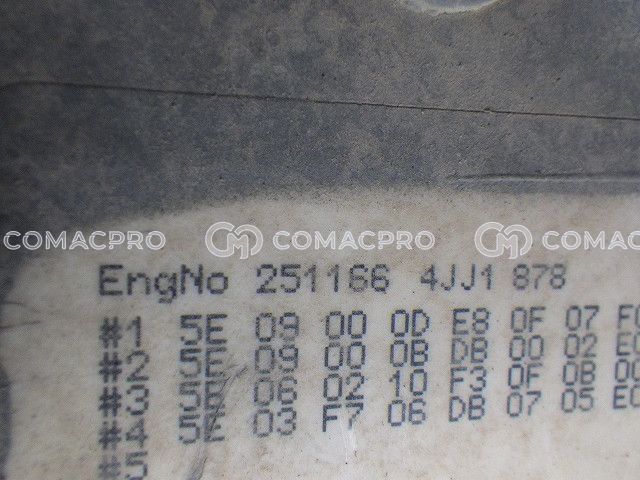 COMACPRO COMACPRO COMACPRO
EngNo 251166 4JJ1 878
#1 5E 09 00 0D E8 0F 07
#2 5E 09 00 0B DB 00 02
#3 5E 06 02 10 F3 0F 0B
#4 5E 03 F7 06 DB 07 05